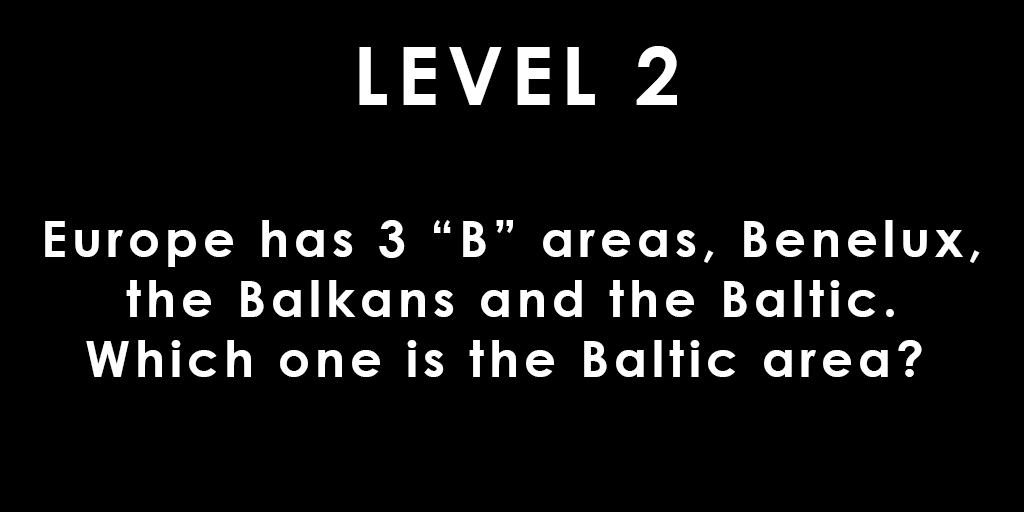 LEVEL 2
Europe has 3 “B” areas, Benelux,
the Balkans and the Baltic.
Which one is the Baltic area?